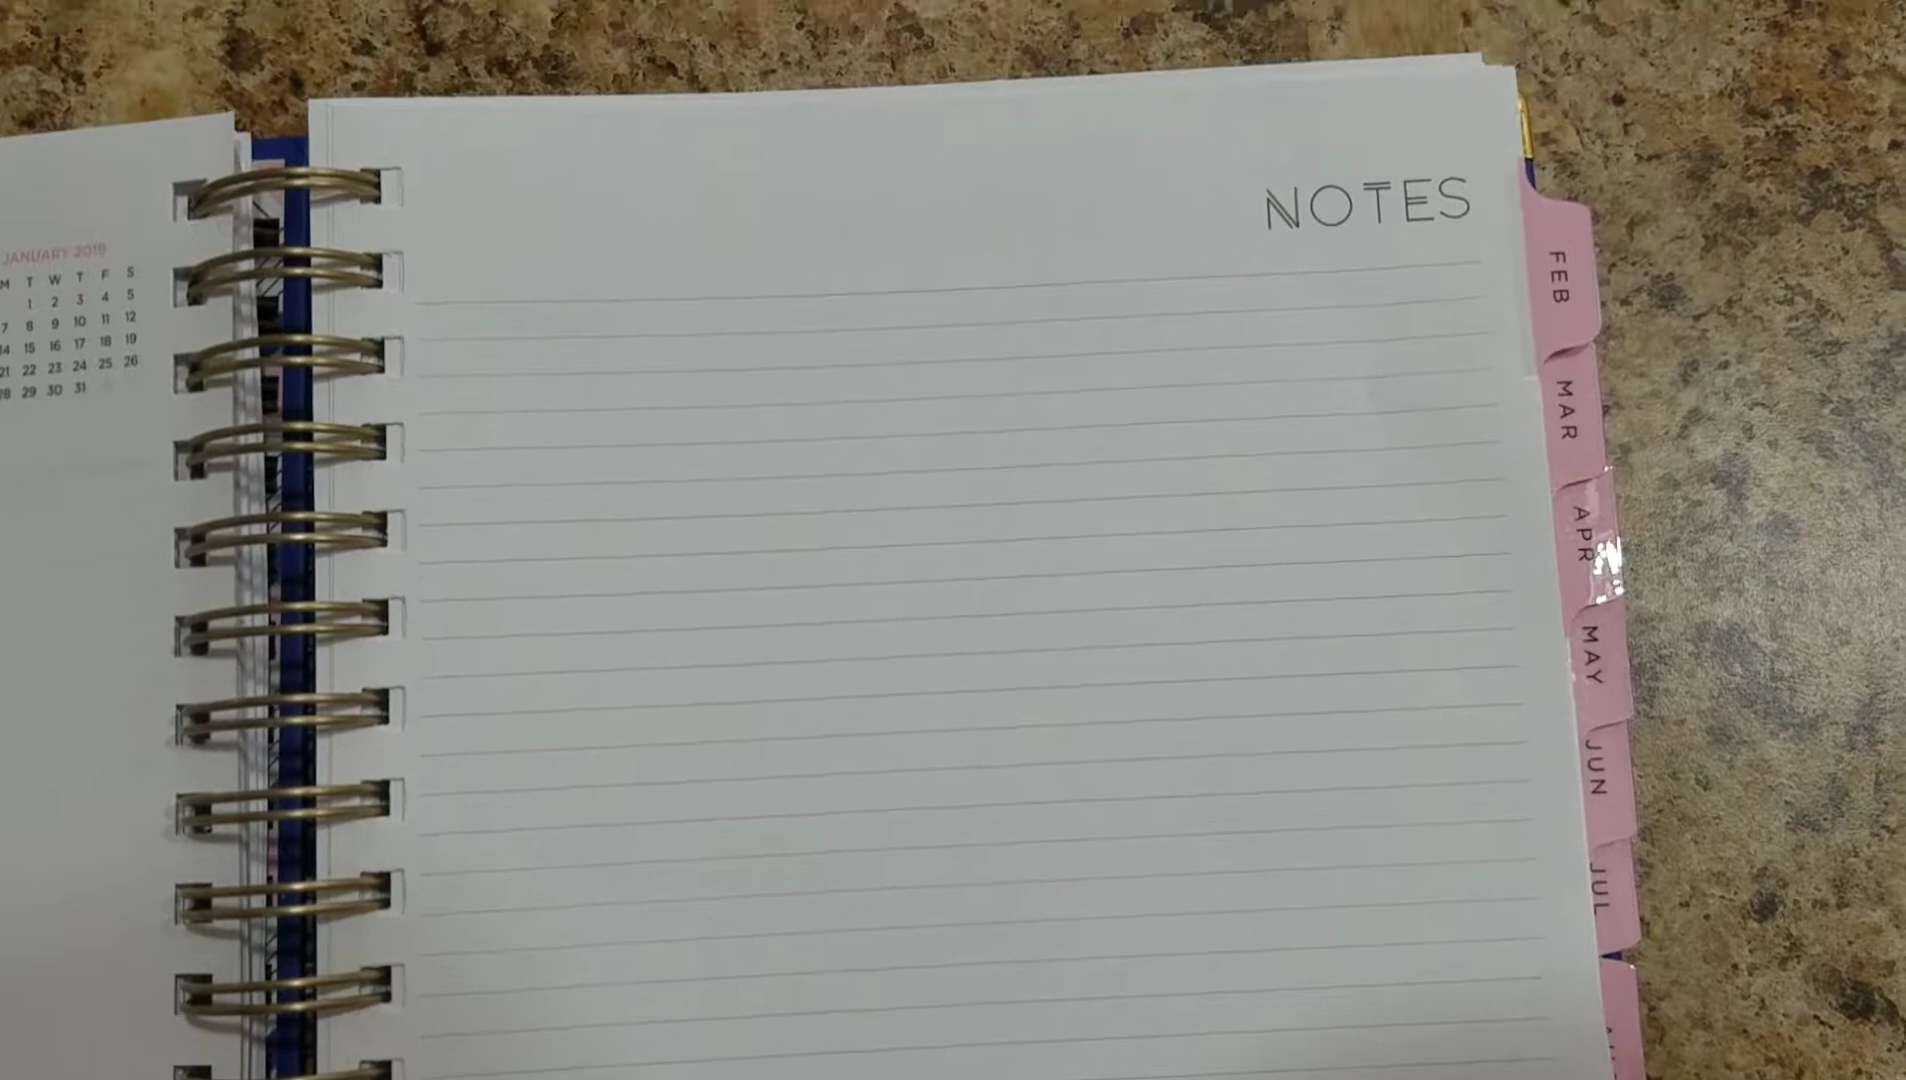 JANUARY 2019
M T W T F S
1 2 3 4 5
7 8 9 10 11 12
14 15 16 17 18 19
21 22 23 24 25 26
28 29 30 31
NOTES
FEB
MAR
APR
MAY
JUN
JUL